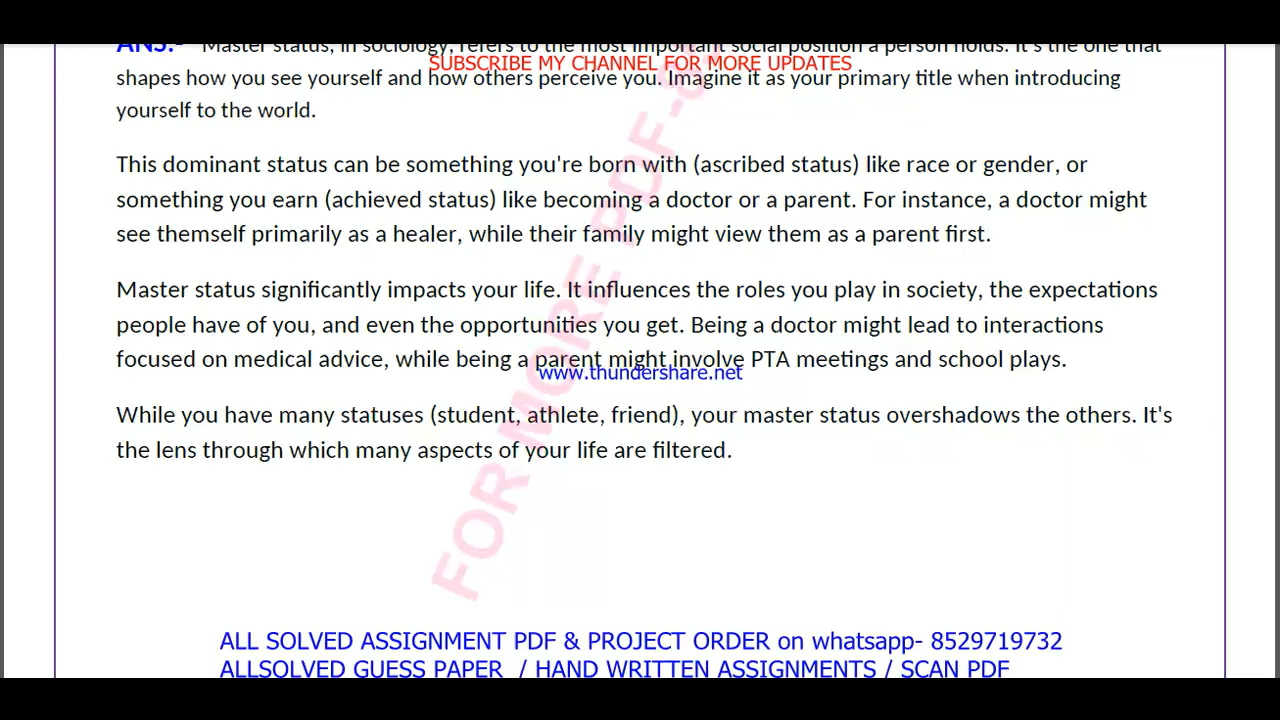 ANS:- Master status, in sociology, refers to the most important social position a person holds. It's the one that
SUBSCRIBE MY CHANNEL FOR MORE UPDATES
shapes how you see yourself and how others perceive you. Imagine it as your primary title when introducing
yourself to the world.
This dominant status can be something you're born with (ascribed status) like race or gender, or
something you earn (achieved status) like becoming a doctor or a parent. For instance, a doctor might
see themself primarily as a healer, while their family might view them as a parent first.
Master status significantly impacts your life. It influences the roles you play in society, the expectations
people have of you, and even the opportunities you get. Being a doctor might lead to interactions
focused on medical advice, while being a parent might involve PTA meetings and school plays.
www.thundershare.net
While you have many statuses (student, athlete, friend), your master status overshadows the others. It's
the lens through which many aspects of your life are filtered.
FOR MORE PDF-8
ALL SOLVED ASSIGNMENT PDF & PROJECT ORDER on whatsapp- 8529719732
ALLSOLVED GUESS PAPER / HAND WRITTEN ASSIGNMENTS / SCAN PDF